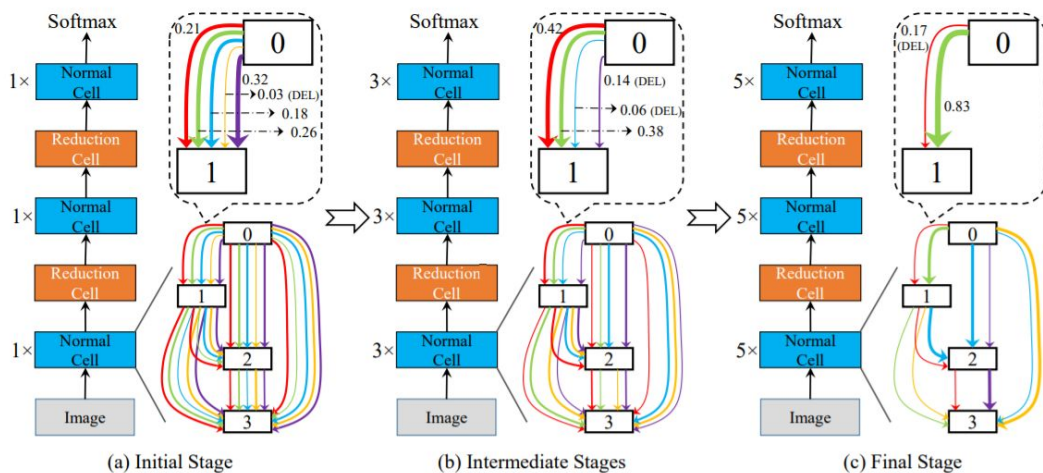 Softmax
1×
Normal
Cell
Reduction
Cell
1×
Normal
Cell
Reduction
Cell
1×
Normal
Cell
Image
0.21
0
0.32
0.03 (DEL)
0.18
0.26
1
0
1
2
3
(a) Initial Stage
Softmax
3×
Normal
Cell
Reduction
Cell
3×
Normal
Cell
Reduction
Cell
3×
Normal
Cell
Image
0.42
0
0.14 (DEL)
0.06 (DEL)
0.38
1
0
1
2
3
(b) Intermediate Stages
Softmax
5×
Normal
Cell
Reduction
Cell
5×
Normal
Cell
Reduction
Cell
5×
Normal
Cell
Image
0.17
(DEL)
0
0.83
1
0
1
2
3
(c) Final Stage